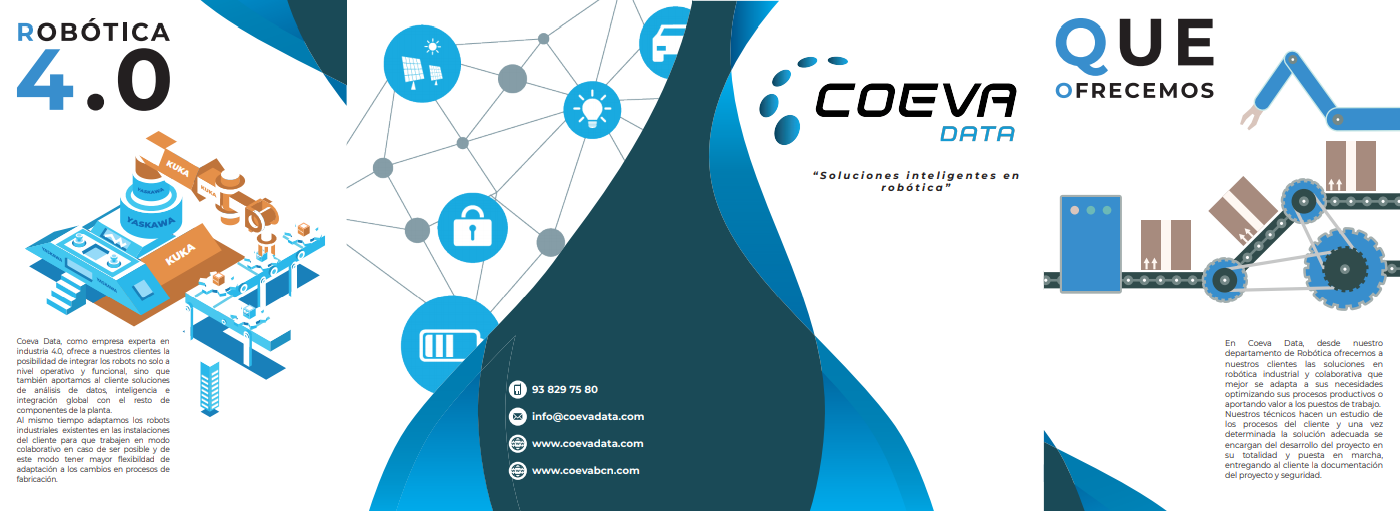 ROBÓTICA
4.0
KUKA
YASKAWA
KUKA
YASKAWA
KUKA
Coeva Data, como empresa experta en
industria 4.0, ofrece a nuestros clientes la
posibilidad de integrar los robots no solo a
nivel operativo y funcional, sino que
también aportamos al cliente soluciones
de análisis de datos, inteligencia e
integración global con el resto de
componentes de la planta.
Al mismo tiempo adaptamos los robots
industriales existentes en las instalaciones
del cliente para que trabajen en modo
colaborativo en caso de ser posible y de
este modo tener mayor flexibildad de
adaptación a los cambios en procesos de
fabricación.
93 829 75 80
info@coevadata.com
www.coevadata.com
www.coevabcn.com
COEVA
DATA
“Soluciones inteligentes en
robótica”
QUE
OFRECEMOS
En Coeva Data, desde nuestro
departamento de Robótica ofrecemos a
nuestros clientes las soluciones en
robótica industrial y colaborativa que
mejor se adapta a sus necesidades
optimizando sus procesos productivos o
aportando valor a los puestos de trabajo.
Nuestros técnicos hacen un estudio de
los procesos del cliente y una vez
determinada la solución adecuada se
encargan del desarrollo del proyecto en
su totalidad y puesta en marcha,
entregando al cliente la documentación
del proyecto y seguridad.